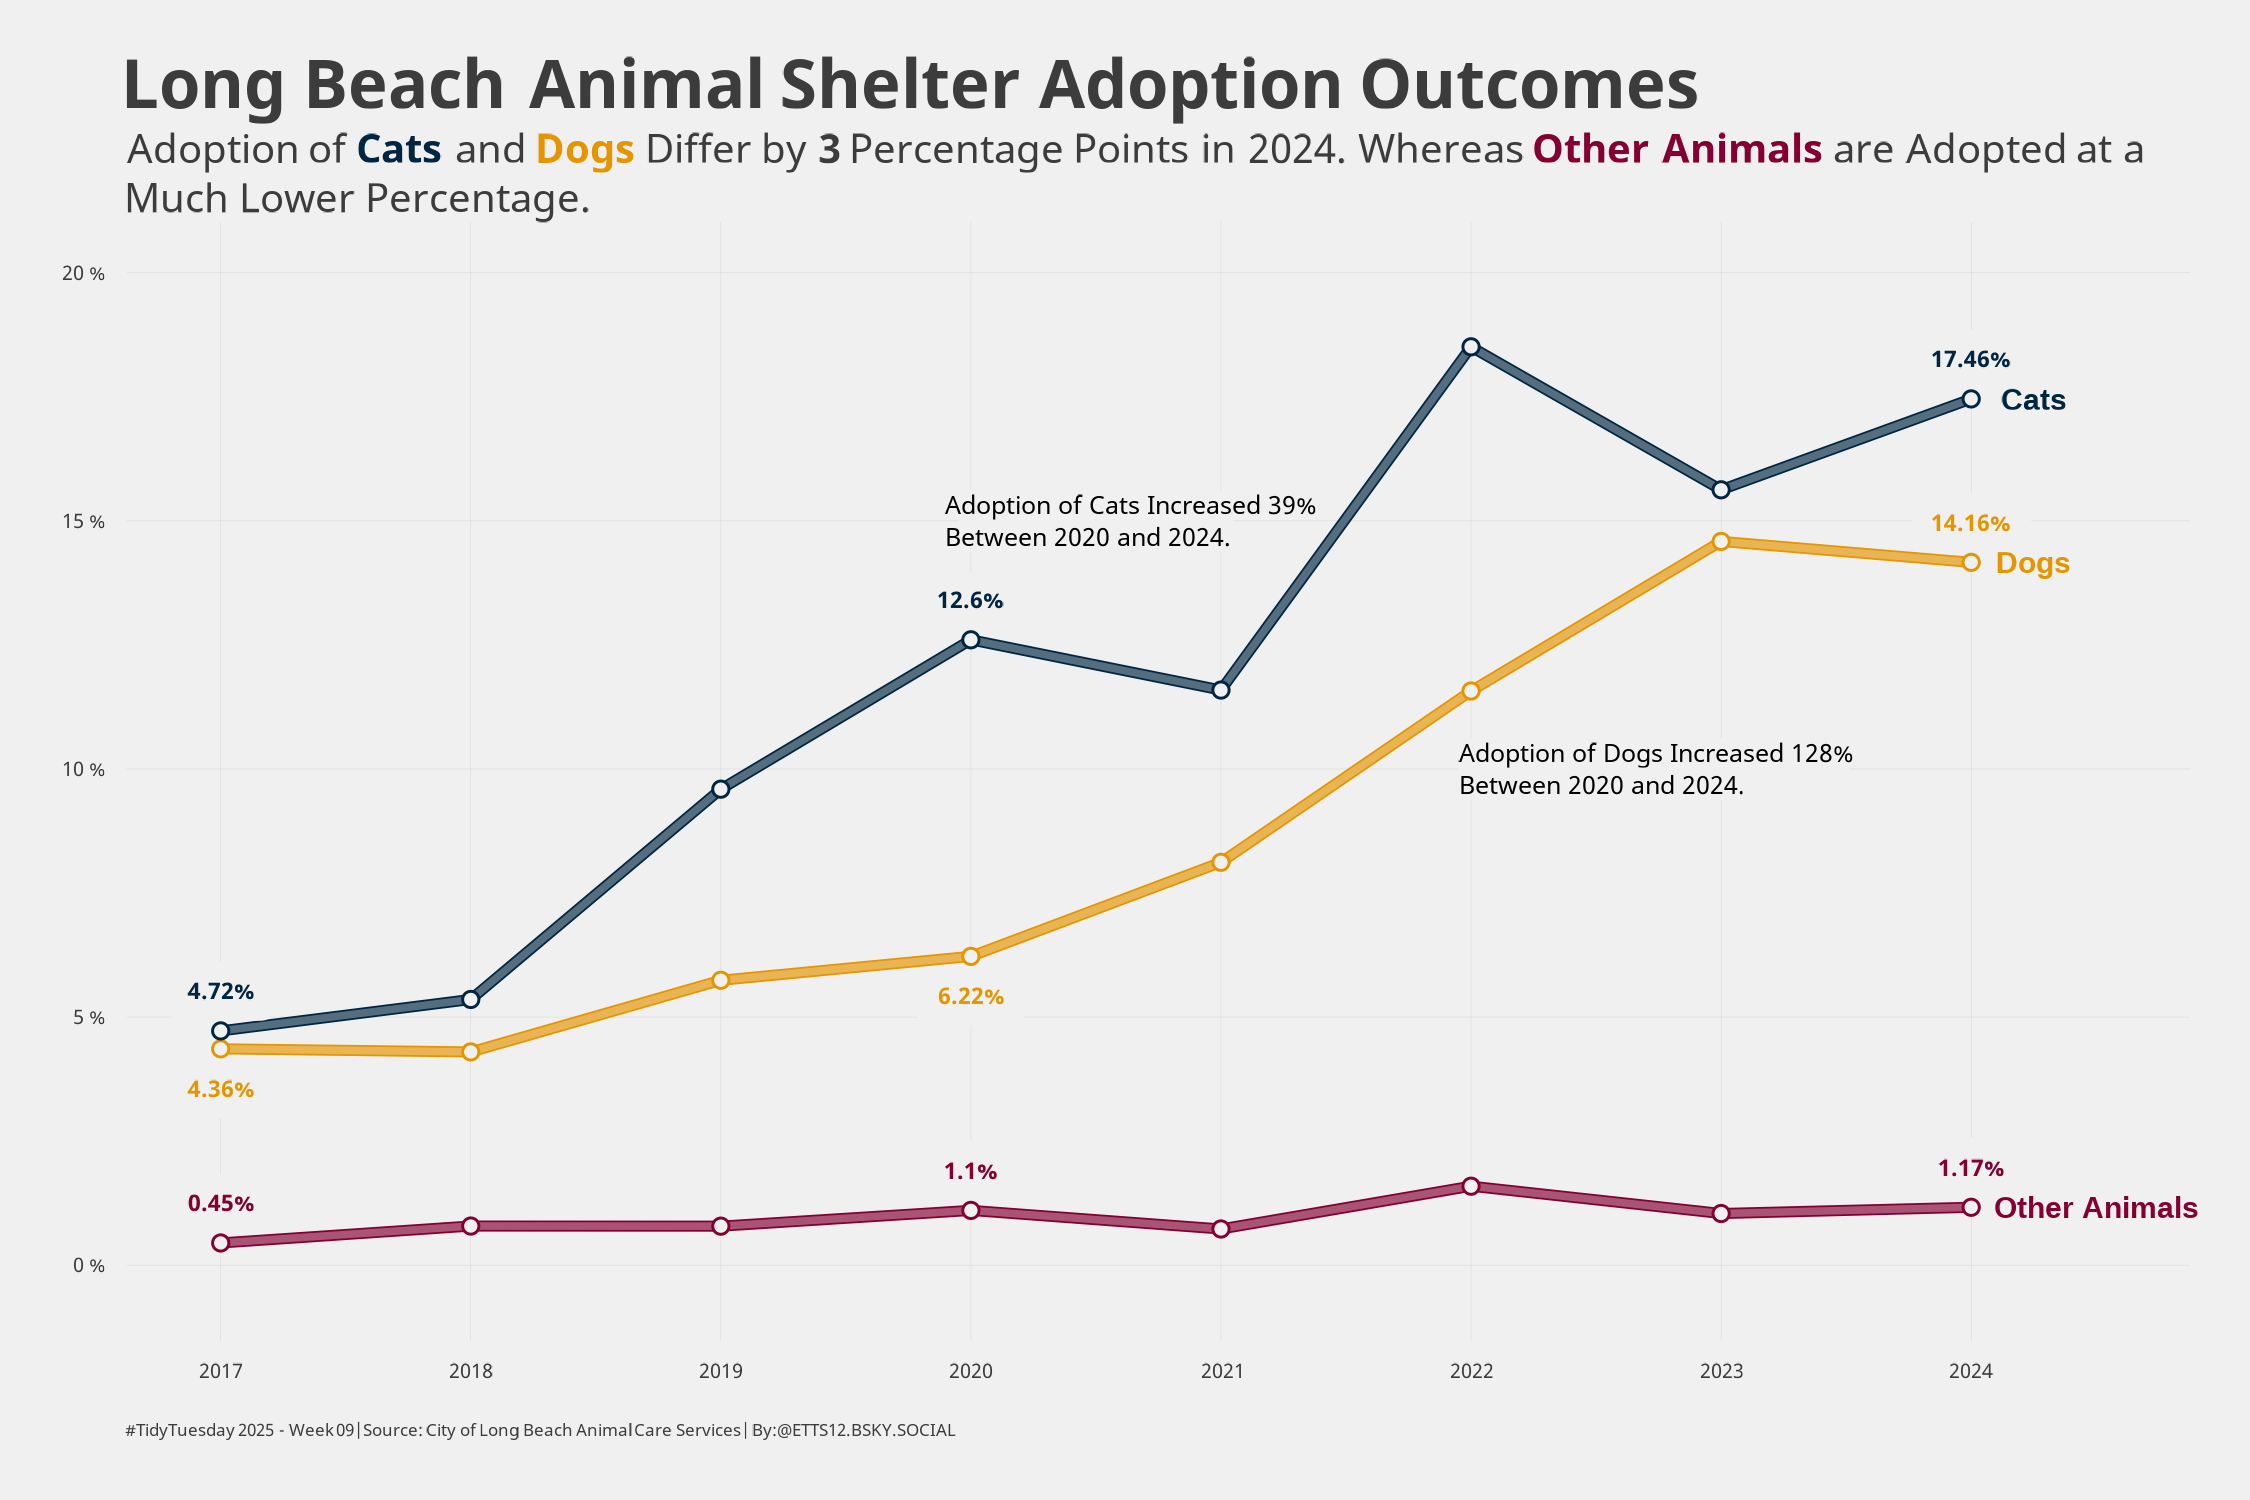 Long Beach Animal Shelter Adoption Outcomes
Adoption of Cats and Dogs Differ by 3 Percentage Points in 2024. Whereas Other Animals are Adopted at a
Much Lower Percentage.
20 %
17.46%
Cats
Adoption of Cats Increased 39%
Between 2020 and 2024.
15 %
14.16%
Dogs
12.6%
Adoption of Dogs Increased 128%
Between 2020 and 2024.
10 %
4.72%
6.22%
5 %
4.36%
1.1%
1.17%
0.45%
Other Animals
0 %
2017 2018 2019 2020 2021 2022 2023 2024
#TidyTuesday 2025 - Week 09|Source: City of Long Beach Animal Care Services| By:@ETTS12.BSKY.SOCIAL